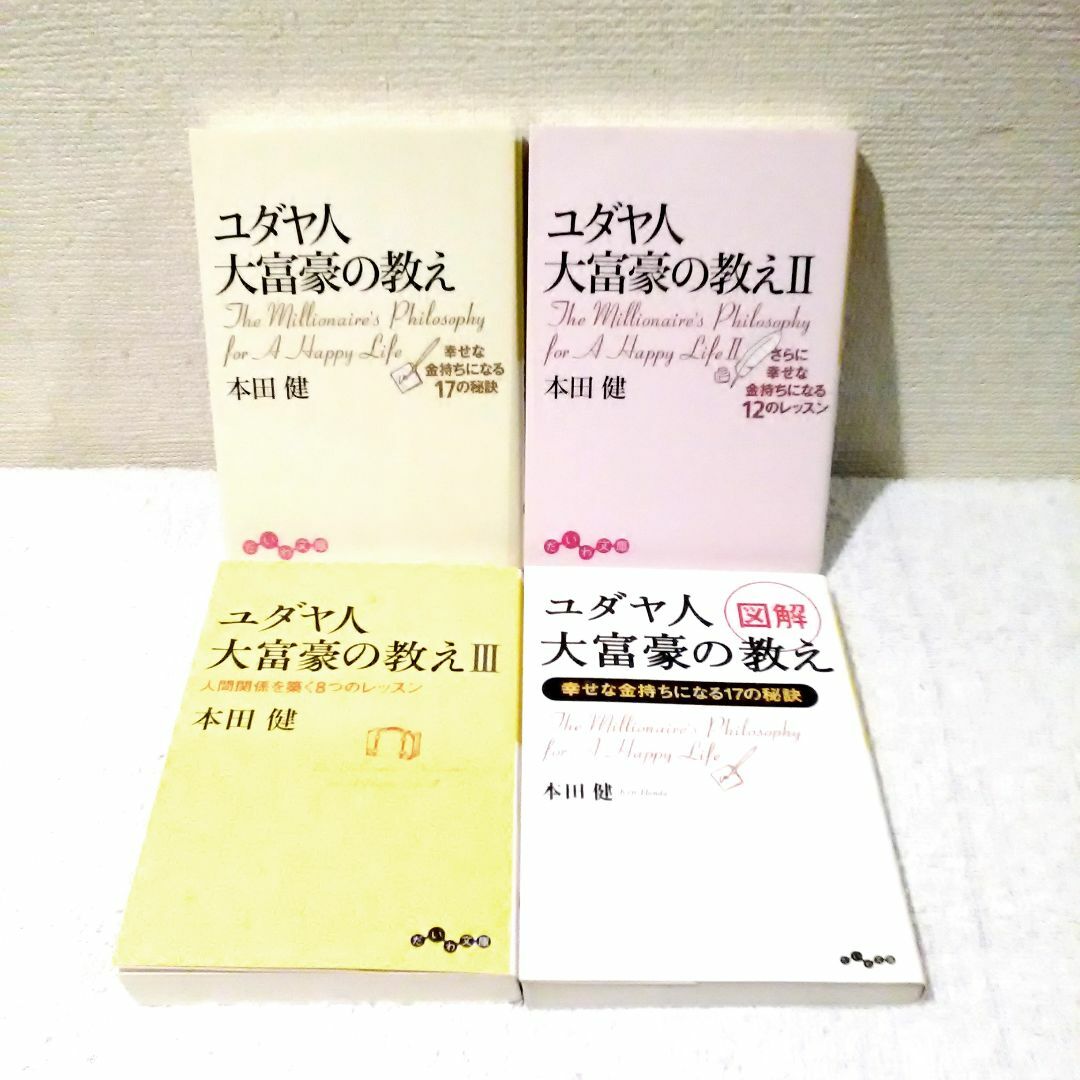 ユダヤ人
大富豪の教え
The Millionaire's Philosophy
for A Happy Life
幸せな
金持ちになる
17の秘訣
本田 健
だいわ文庫
ユダヤ人
大富豪の教えⅡ
The Millionaire's Philosophy
for A Happy Life Ⅱ
さらに
幸せな
金持ちになる
12のレッスン
本田 健
だいわ文庫
ユダヤ人
大富豪の教えⅢ
人間関係を築く8つのレッスン
本田 健
だいわ文庫
ユダヤ人
図解
大富豪の教え
幸せな金持ちになる17の秘訣
The Millionaire's Philosophy
for A Happy Life
本田 健 Ken Honda
だいわ文庫